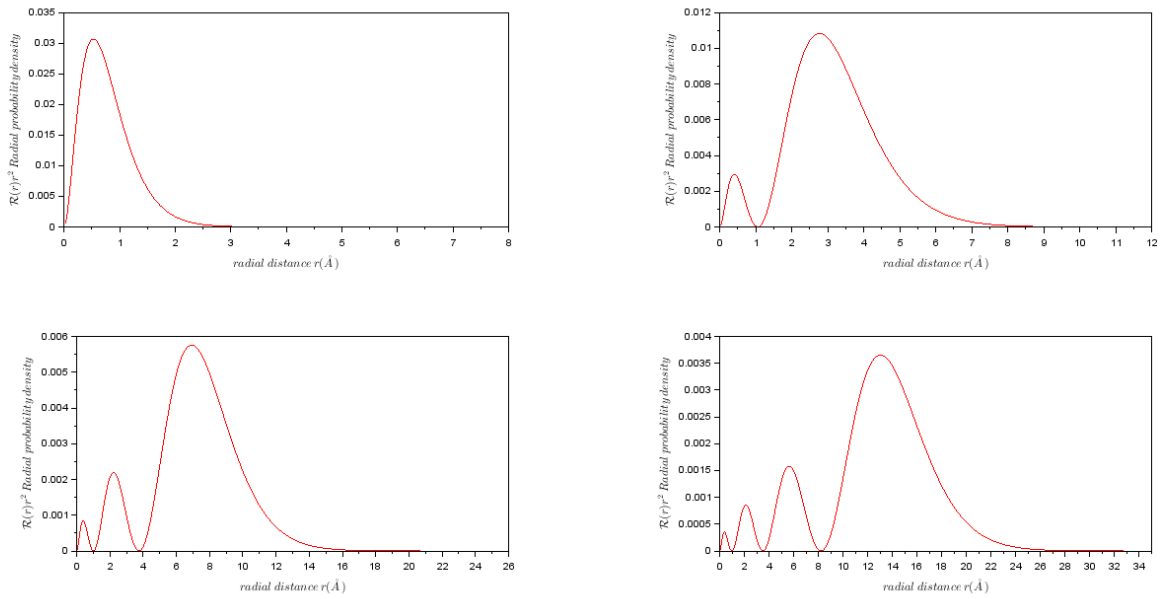 0.035
0.03
0.025
0.02
0.015
0.01
0.005
0
ℛ(r)r² Radial probability density
0 1 2 3 4 5 6 7 8
radial distance r(Å)
0.012
0.01
0.008
0.006
0.004
0.002
0
ℛ(r)r² Radial probability density
0 1 2 3 4 5 6 7 8 9 10 11 12
radial distance r(Å)
0.006
0.005
0.004
0.003
0.002
0.001
0
ℛ(r)r² Radial probability density
0 2 4 6 8 10 12 14 16 18 20 22 24 26
radial distance r(Å)
0.004
0.0035
0.003
0.0025
0.002
0.0015
0.001
0.0005
0
ℛ(r)r² Radial probability density
0 2 4 6 8 10 12 14 16 18 20 22 24 26 28 30 32 34
radial distance r(Å)